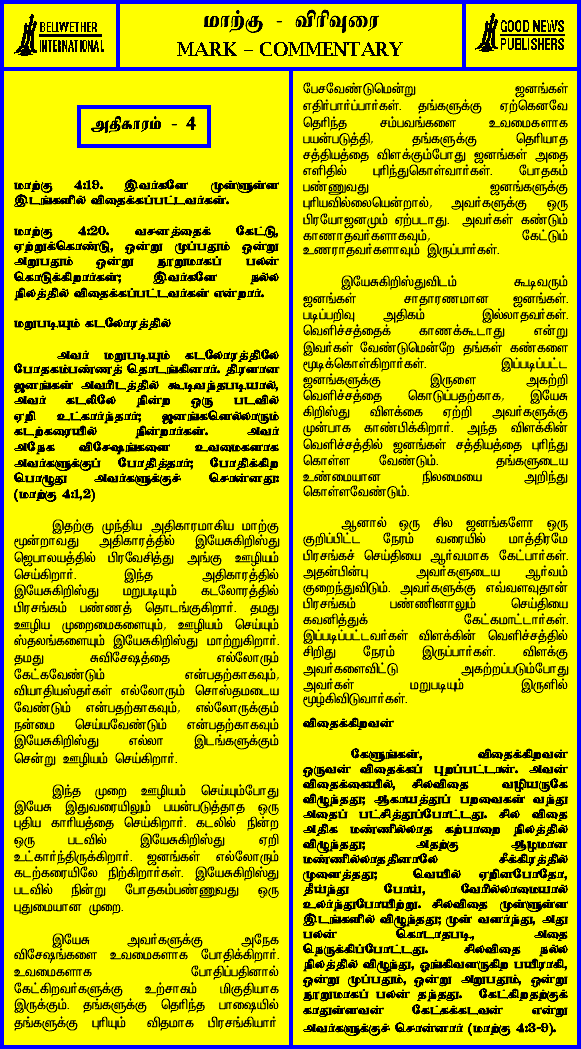 BELLWETHER
INTERNATIONAL
மாற்கு - விரிவுரை
MARK – COMMENTARY
GOOD NEWS
PUBLISHERS
அதிகாரம் - 4
மாற்கு 4:19. இவர்களே முள்ளுள்ள
இடங்களில் விதைக்கப்பட்டவர்கள்.
மாற்கு 4:20. வசனத்தைக் கேட்டு,
ஏற்றுக்கொண்டு, ஒன்று முப்பதும் ஒன்று
அறுபதும் ஒன்று நூறுமாகப் பலன்
கொடுக்கிறார்கள்; இவர்களே நல்ல
நிலத்தில் விதைக்கப்பட்டவர்கள் என்றார்.
மறுபடியும் கடலோரத்தில்
அவர் மறுபடியும் கடலோரத்திலே
போதகம்பண்ணத் தொடங்கினார். திரளான
ஜனங்கள் அவரிடத்தில் கூடிவந்தபடியால்,
அவர் கடலிலே நின்ற ஒரு படவில்
ஏறி உட்கார்ந்தார்; ஜனங்களெல்லாரும்
கடற்கரையில் நின்றார்கள். அவர்
அநேக விசேஷங்களை உவமைகளாக
அவர்களுக்குப் போதித்தார்; போதிக்கிற
பொழுது அவர்களுக்குச் சொன்னது:
(மாற்கு 4:1,2)
இதற்கு முந்திய அதிகாரமாகிய மாற்கு
மூன்றாவது அதிகாரத்தில் இயேசுகிறிஸ்து
ஜெபாலயத்தில் பிரவேசித்து அங்கு ஊழியம்
செய்கிறார். இந்த அதிகாரத்தில்
இயேசுகிறிஸ்து மறுபடியும் கடலோரத்தில்
பிரசங்கம் பண்ணத் தொடங்குகிறார். தமது
ஊழிய முறைமைகளையும், ஊழியம் செய்யும்
ஸ்தலங்களையும் இயேசுகிறிஸ்து மாற்றுகிறார்.
தமது சுவிசேஷத்தை எல்லோரும்
கேட்கவேண்டும் என்பதற்காகவும்,
வியாதியஸ்தர்கள் எல்லோரும் சொஸ்தமடைய
வேண்டும் என்பதற்காகவும், எல்லாருக்கும்
நன்மை செய்யவேண்டும் என்பதற்காகவும்
இயேசுகிறிஸ்து எல்லா இடங்களுக்கும்
சென்று ஊழியம் செய்கிறார்.
இந்த முறை ஊழியம் செய்யும்போது
இயேசு இதுவரையிலும் பயன்படுத்தாத ஒரு
புதிய காரியத்தை செய்கிறார். கடலில் நின்ற
ஒரு படவில் இயேசுகிறிஸ்து ஏறி
உட்கார்ந்திருக்கிறார். ஜனங்கள் எல்லோரும்
கடற்கரையிலே நிற்கிறார்கள். இயேசுகிறிஸ்து
படவில் நின்று போதகம்பண்ணுவது ஒரு
புதுமையான முறை.
இயேசு அவர்களுக்கு அநேக
விசேஷங்களை உவமைகளாக போதிக்கிறார்.
உவமைகளாக போதிப்பதினால்
கேட்கிறவர்களுக்கு உற்சாகம் மிகுதியாக
இருக்கும். தங்களுக்கு தெரிந்த பாஷையில்
தங்களுக்கு புரியும் விதமாக பிரசங்கியார்
பேசவேண்டுமென்று ஜனங்கள்
எதிர்பார்ப்பார்கள். தங்களுக்கு ஏற்கெனவே
தெரிந்த சம்பவங்களை உவமைகளாக
பயன்படுத்தி, தங்களுக்கு தெரியாத
சத்தியத்தை விளக்கும்போது ஜனங்கள் அதை
எளிதில் புரிந்துகொள்வார்கள். போதகம்
பண்ணுவது ஜனங்களுக்கு
புரியவில்லையென்றால், அவர்களுக்கு ஒரு
பிரயோஜனமும் ஏற்படாது. அவர்கள் கண்டும்
காணாதவர்களாகவும், கேட்டும்
உணராதவர்களாவும் இருப்பார்கள்.
இயேசுகிறிஸ்துவிடம் கூடிவரும்
ஜனங்கள் சாதாரணமான ஜனங்கள்.
படிப்பறிவு அதிகம் இல்லாதவர்கள்.
வெளிச்சத்தைக் காணக்கூடாது என்று
இவர்கள் வேண்டுமென்றே தங்கள் கண்களை
மூடிக்கொள்கிறார்கள். இப்படிப்பட்ட
ஜனங்களுக்கு இருளை அகற்றி
வெளிச்சத்தை கொடுப்பதற்காக, இயேசு
கிறிஸ்து விளக்கை ஏற்றி அவர்களுக்கு
முன்பாக காண்பிக்கிறார். அந்த விளக்கின்
வெளிச்சத்தில் ஜனங்கள் சத்தியத்தை புரிந்து
கொள்ள வேண்டும். தங்களுடைய
உண்மையான நிலமையை அறிந்து
கொள்ளவேண்டும்.
ஆனால் ஒரு சில ஜனங்களோ ஒரு
குறிப்பிட்ட நேரம் வரையில் மாத்திரமே
பிரசங்கச் செய்தியை ஆர்வமாக கேட்பார்கள்.
அதன்பின்பு அவர்களுடைய ஆர்வம்
குறைந்துவிடும். அவர்களுக்கு எவ்வளவுதான்
பிரசங்கம் பண்ணினாலும் செய்தியை
கவனித்துக் கேட்கமாட்டார்கள்.
இப்படிப்பட்டவர்கள் விளக்கின் வெளிச்சத்தில்
சிறிது நேரம் இருப்பார்கள். விளக்கு
அவர்களைவிட்டு அகற்றப்படும்போது
அவர்கள் மறுபடியும் இருளில்
மூழ்கிவிடுவார்கள்.
விதைக்கிறவன்
கேளுங்கள், விதைக்கிறவன்
ஒருவன் விதைக்கப் புறப்பட்டான். அவன்
விதைக்கையில், சிலவிதை வழியருகே
விழுந்தது; ஆகாயத்துப் பறவைகள் வந்து
அதைப் பட்சித்துப்போட்டது. சில விதை
அதிக மண்ணில்லாத கற்பாறை நிலத்தில்
விழுந்தது; அதற்கு ஆழமான
மண்ணில்லாததினாலே சீக்கிரத்தில்
முளைத்தது; வெயில் ஏறினபோதோ,
தீய்ந்து போய், வேரில்லாமையால்
உலர்ந்துபோயிற்று. சிலவிதை முள்ளுள்ள
இடங்களில் விழுந்தது; முள் வளர்ந்து, அது
பலன் கொடாதபடி, அதை
நெருக்கிப்போட்டது. சிலவிதை நல்ல
நிலத்தில் விழுந்து, ஓங்கிவளருகிற பயிராகி,
ஒன்று முப்பதும், ஒன்று அறுபதும், ஒன்று
நூறுமாகப் பலன் தந்தது. கேட்கிறதற்குக்
காதுள்ளவன் கேட்கக்கடவன் என்று
அவர்களுக்குச் சொன்னார் (மாற்கு 4:3-9).